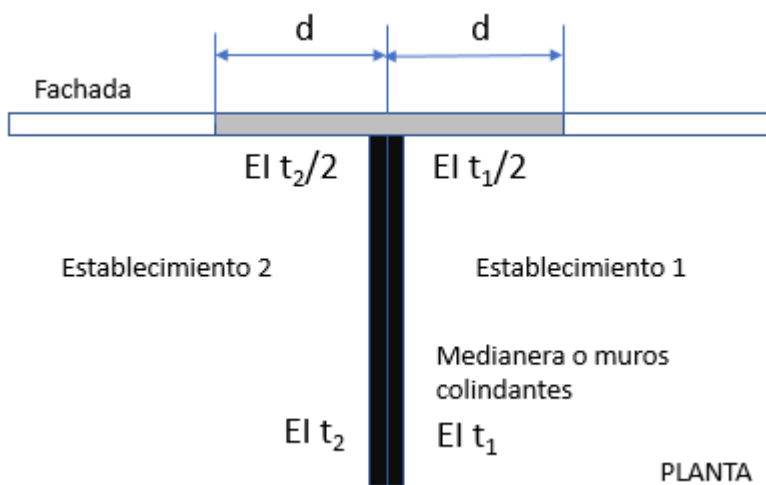 d d
Fachada
EI t₂/2 EI t₁/2
Establecimiento 2 Establecimiento 1
Medianera o muros
colindantes
EI t₂ EI t₁
PLANTA